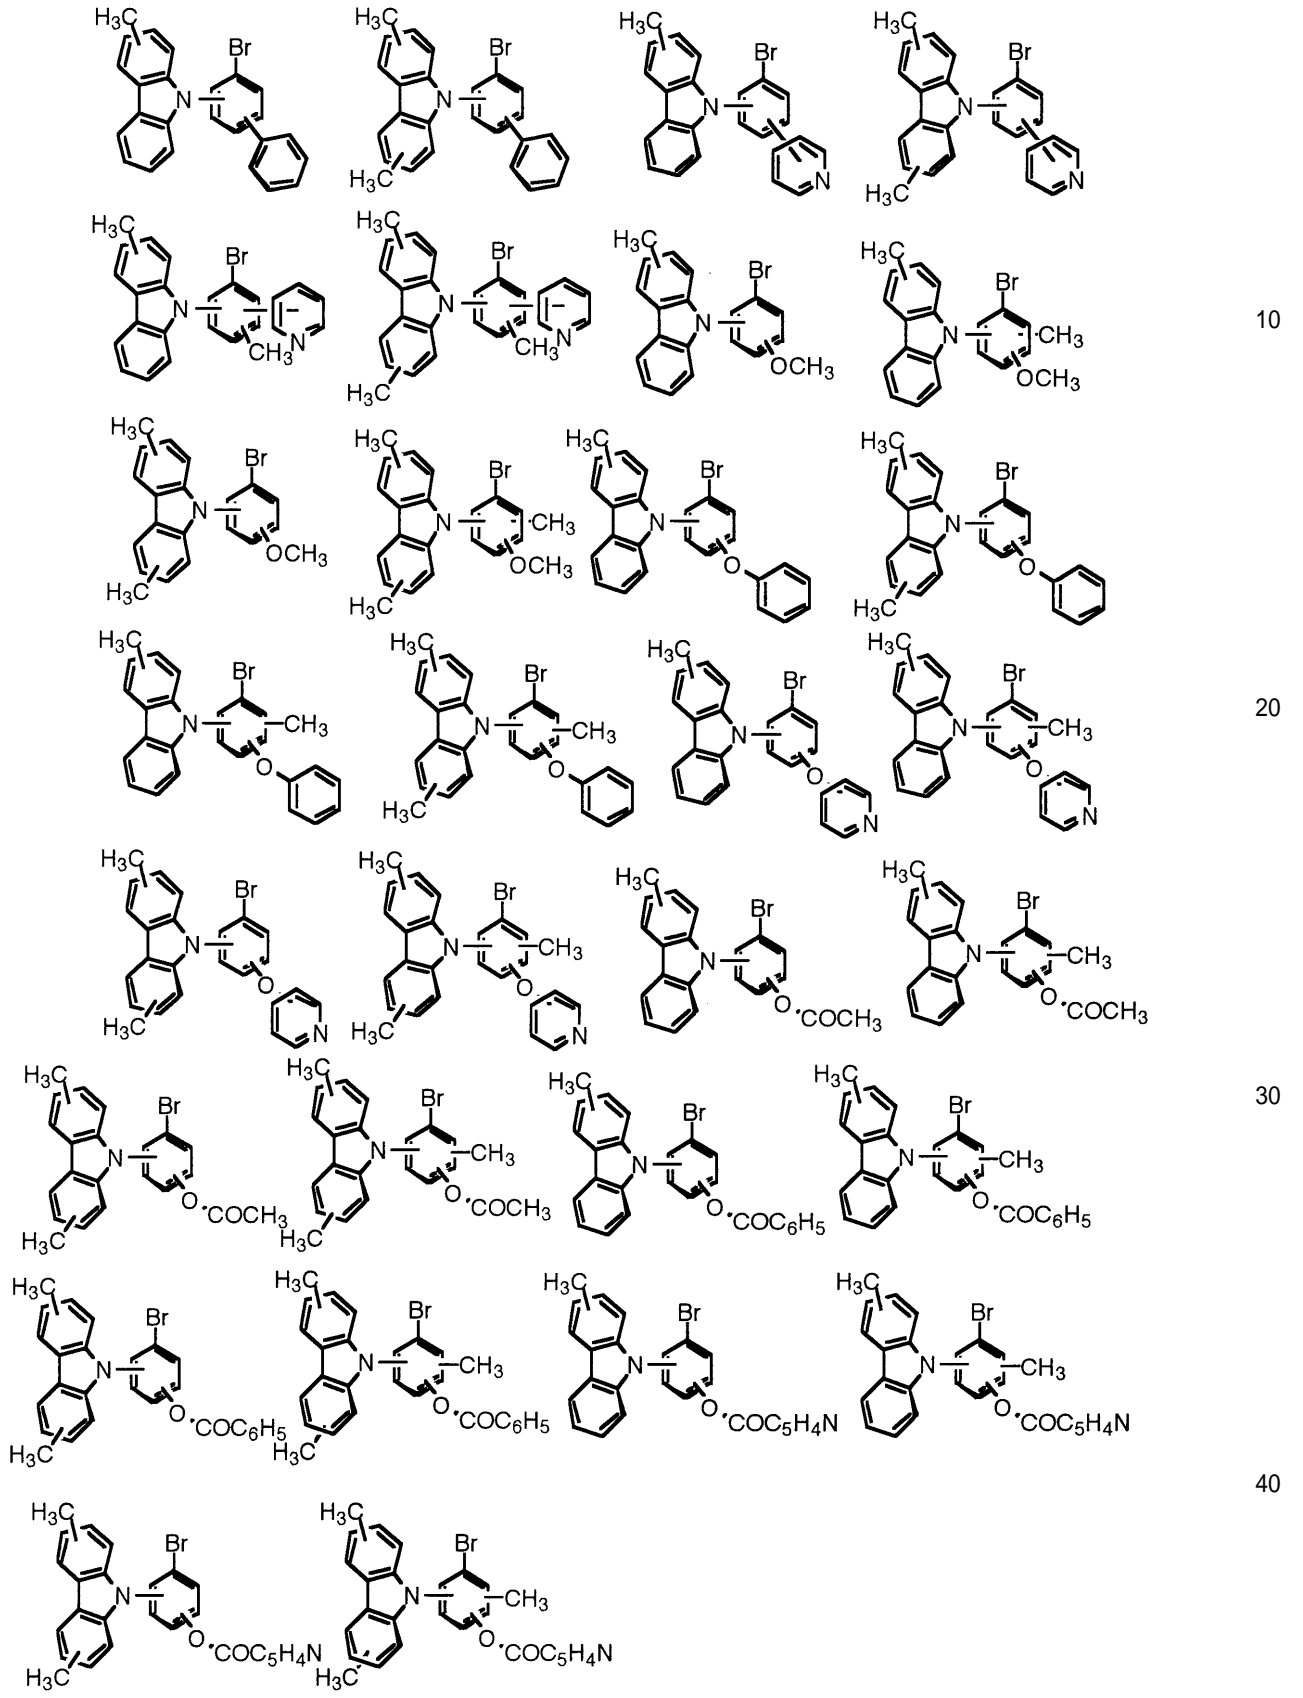 H3C H3C H3C H3C
Br Br Br Br
N N N N
H3C N N
H3C
H3C H3C H3C H3C
Br Br Br Br
N N N N 10
CH3
CH3 N CH3 N OCH3 OCH3
H3C
H3C H3C H3C H3C
Br Br Br Br
N N CH3 N N
OCH3 OCH3 O O
H3C H3C H3C
H3C H3C H3C H3C
Br Br Br Br
N CH3 N CH3 N N CH3 20
O O O O
H3C N N
H3C H3C H3C H3C
Br Br Br Br
N N CH3 N N CH3
O O O COCH3 O COCH3
H3C N H3C N
H3C H3C H3C H3C
Br Br Br Br 30
N N CH3 N N CH3
O COCH3 O COCH3 O COC6H5 O COC6H5
H3C H3C
H3C H3C H3C H3C
Br Br Br Br
N N CH3 N N CH3
O COC6H5 O COC6H5 O COC5H4N O COC5H4N
H3C H3C
40
H3C H3C
Br Br
N N CH3
O COC5H4N O COC5H4N
H3C H3C